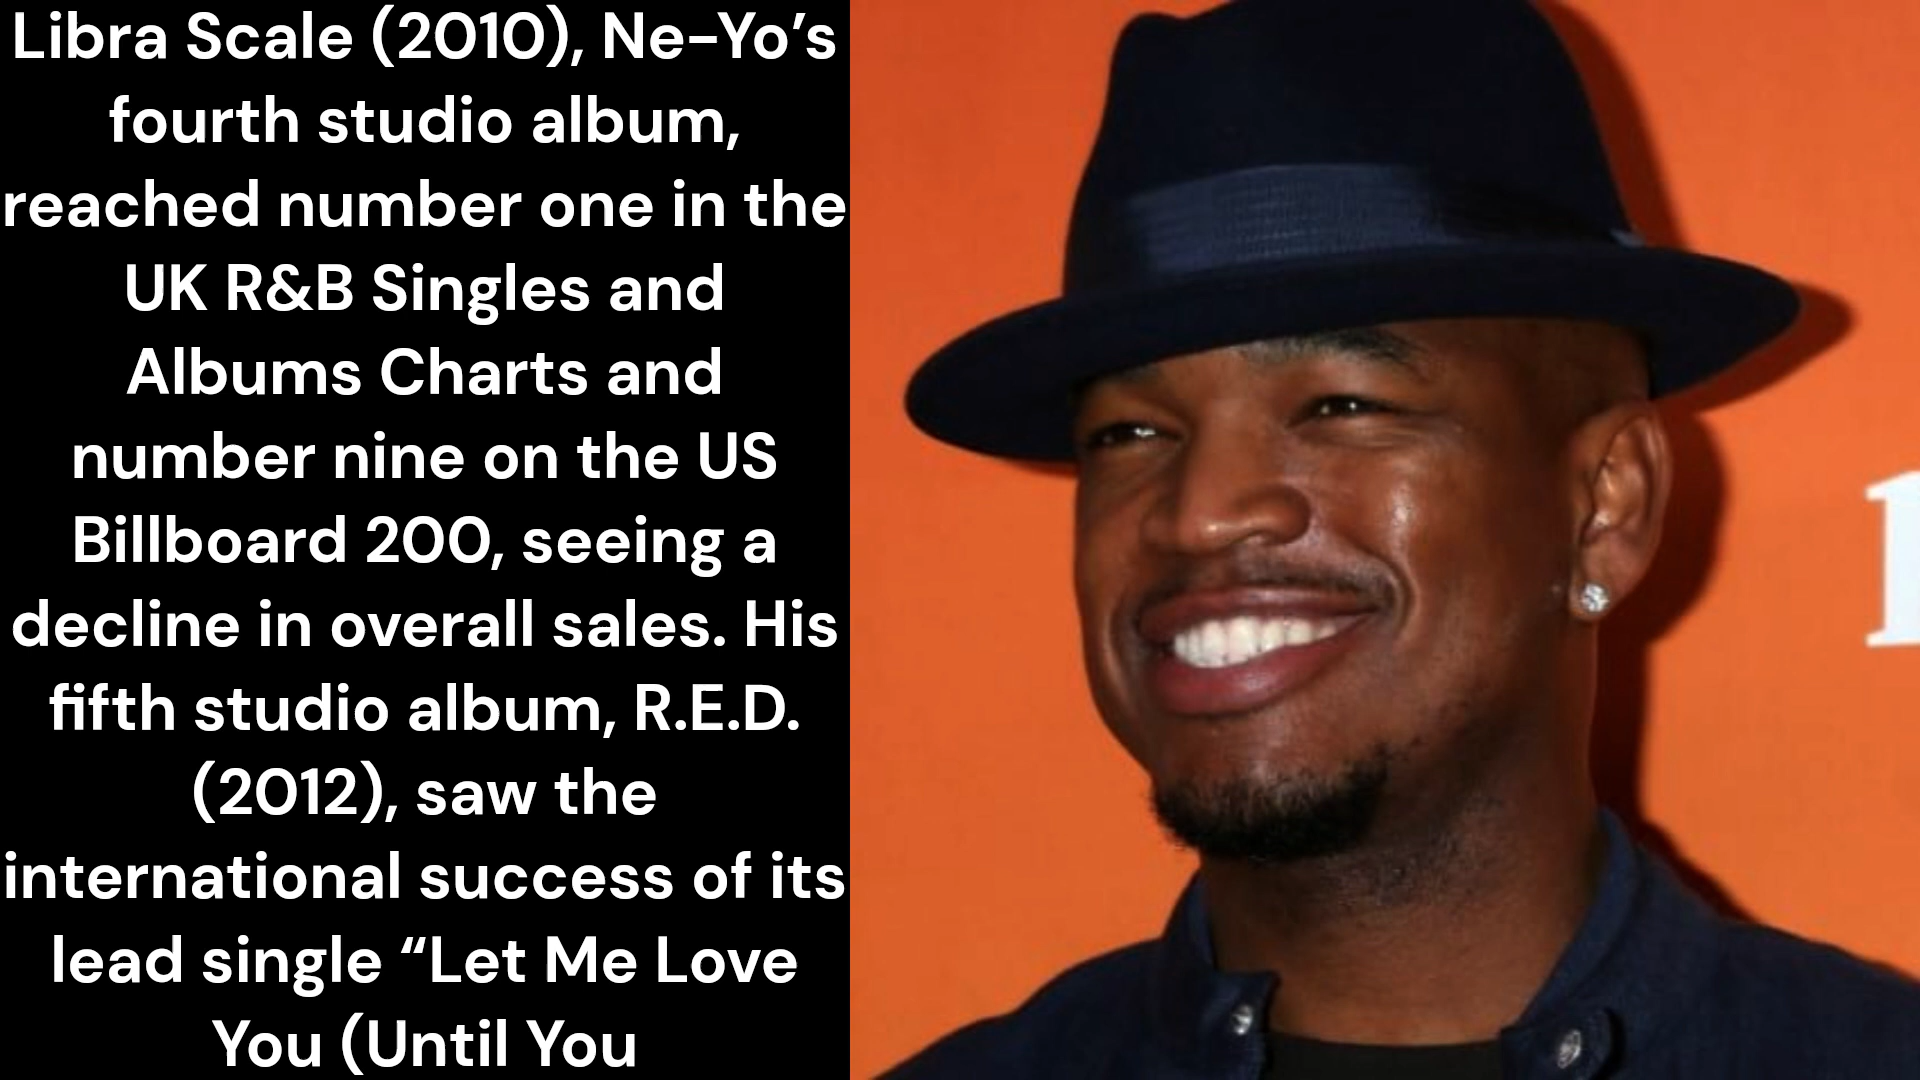 Libra Scale (2010), Ne-Yo’s
fourth studio album,
reached number one in the
UK R&B Singles and
Albums Charts and
number nine on the US
Billboard 200, seeing a
decline in overall sales. His
fifth studio album, R.E.D.
(2012), saw the
international success of its
lead single “Let Me Love
You (Until You